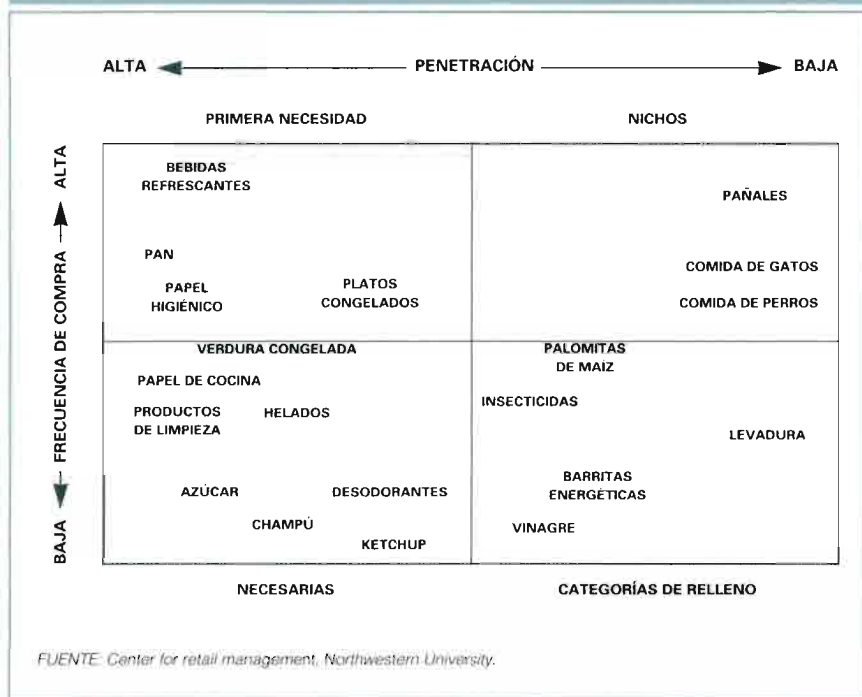 ALTA PENETRACIÓN BAJA
PRIMERA NECESIDAD
NICHOS
FRECUENCIA DE COMPRA
ALTA
BAJA
BEBIDAS
REFRESCANTES
PAÑALES
PAN
COMIDA DE GATOS
PAPEL
HIGIÉNICO
PLATOS
CONGELADOS
COMIDA DE PERROS
VERDURA CONGELADA
PALOMITAS
DE MAÍZ
PAPEL DE COCINA
INSECTICIDAS
PRODUCTOS
DE LIMPIEZA
HELADOS
LEVADURA
AZÚCAR
DESODORANTES
BARRITAS
ENERGÉTICAS
CHAMPÚ
VINAGRE
KETCHUP
NECESARIAS
CATEGORÍAS DE RELLENO
FUENTE: Center for retail management, Northwestern University.